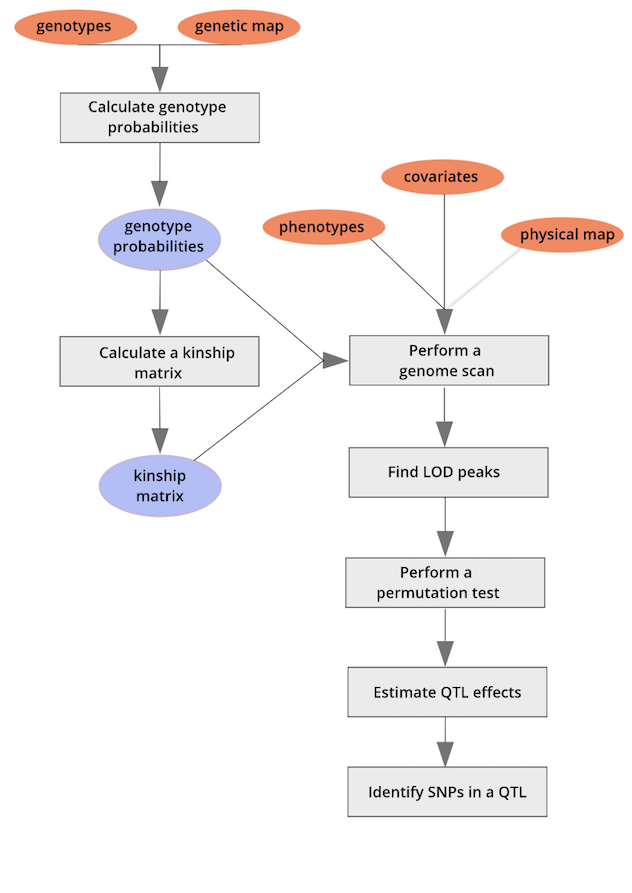 genotypes
genetic map
Calculate genotype
probabilities
covariates
phenotypes
physical map
genotype
probabilities
Calculate a kinship
matrix
Perform a
genome scan
kinship
matrix
Find LOD peaks
Perform a
permutation test
Estimate QTL effects
Identify SNPs in a QTL